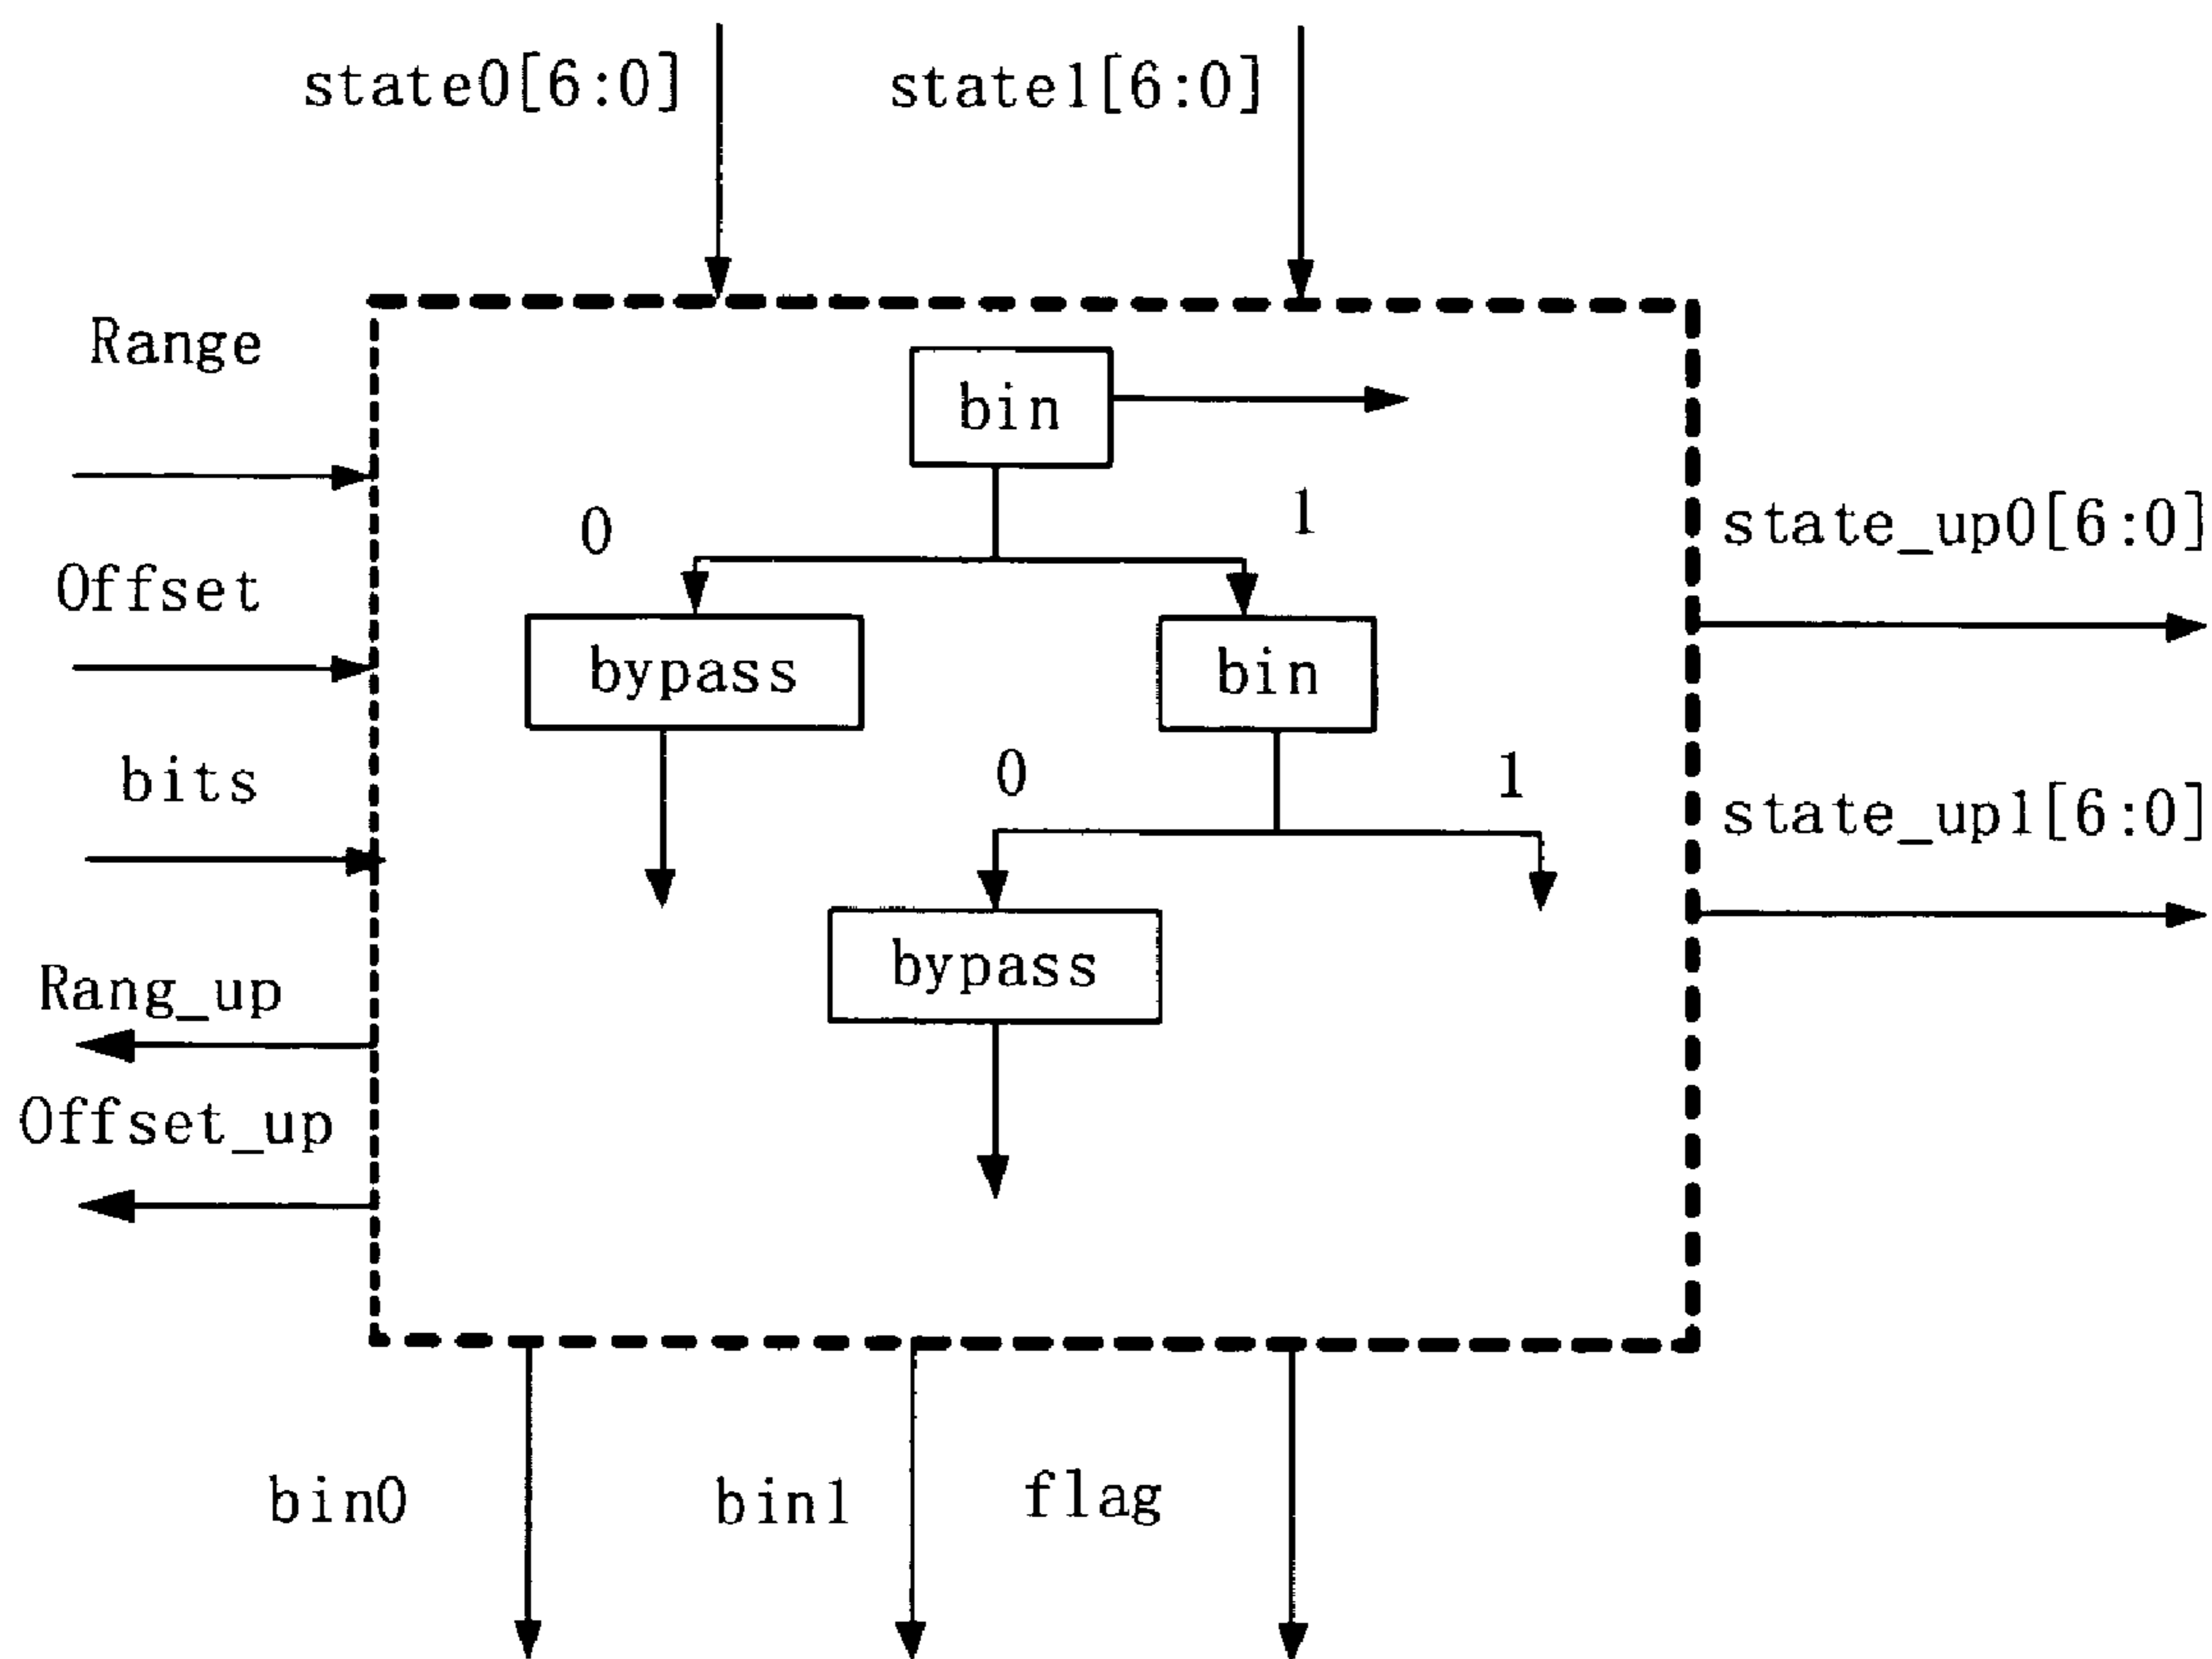 state0[6:0]
state1[6:0]
Range
bin
0
1
state_up0[6:0]
Offset
bypass
bin
bits
0
1
state_up1[6:0]
bypass
Rang_up
Offset_up
bin0
bin1
flag